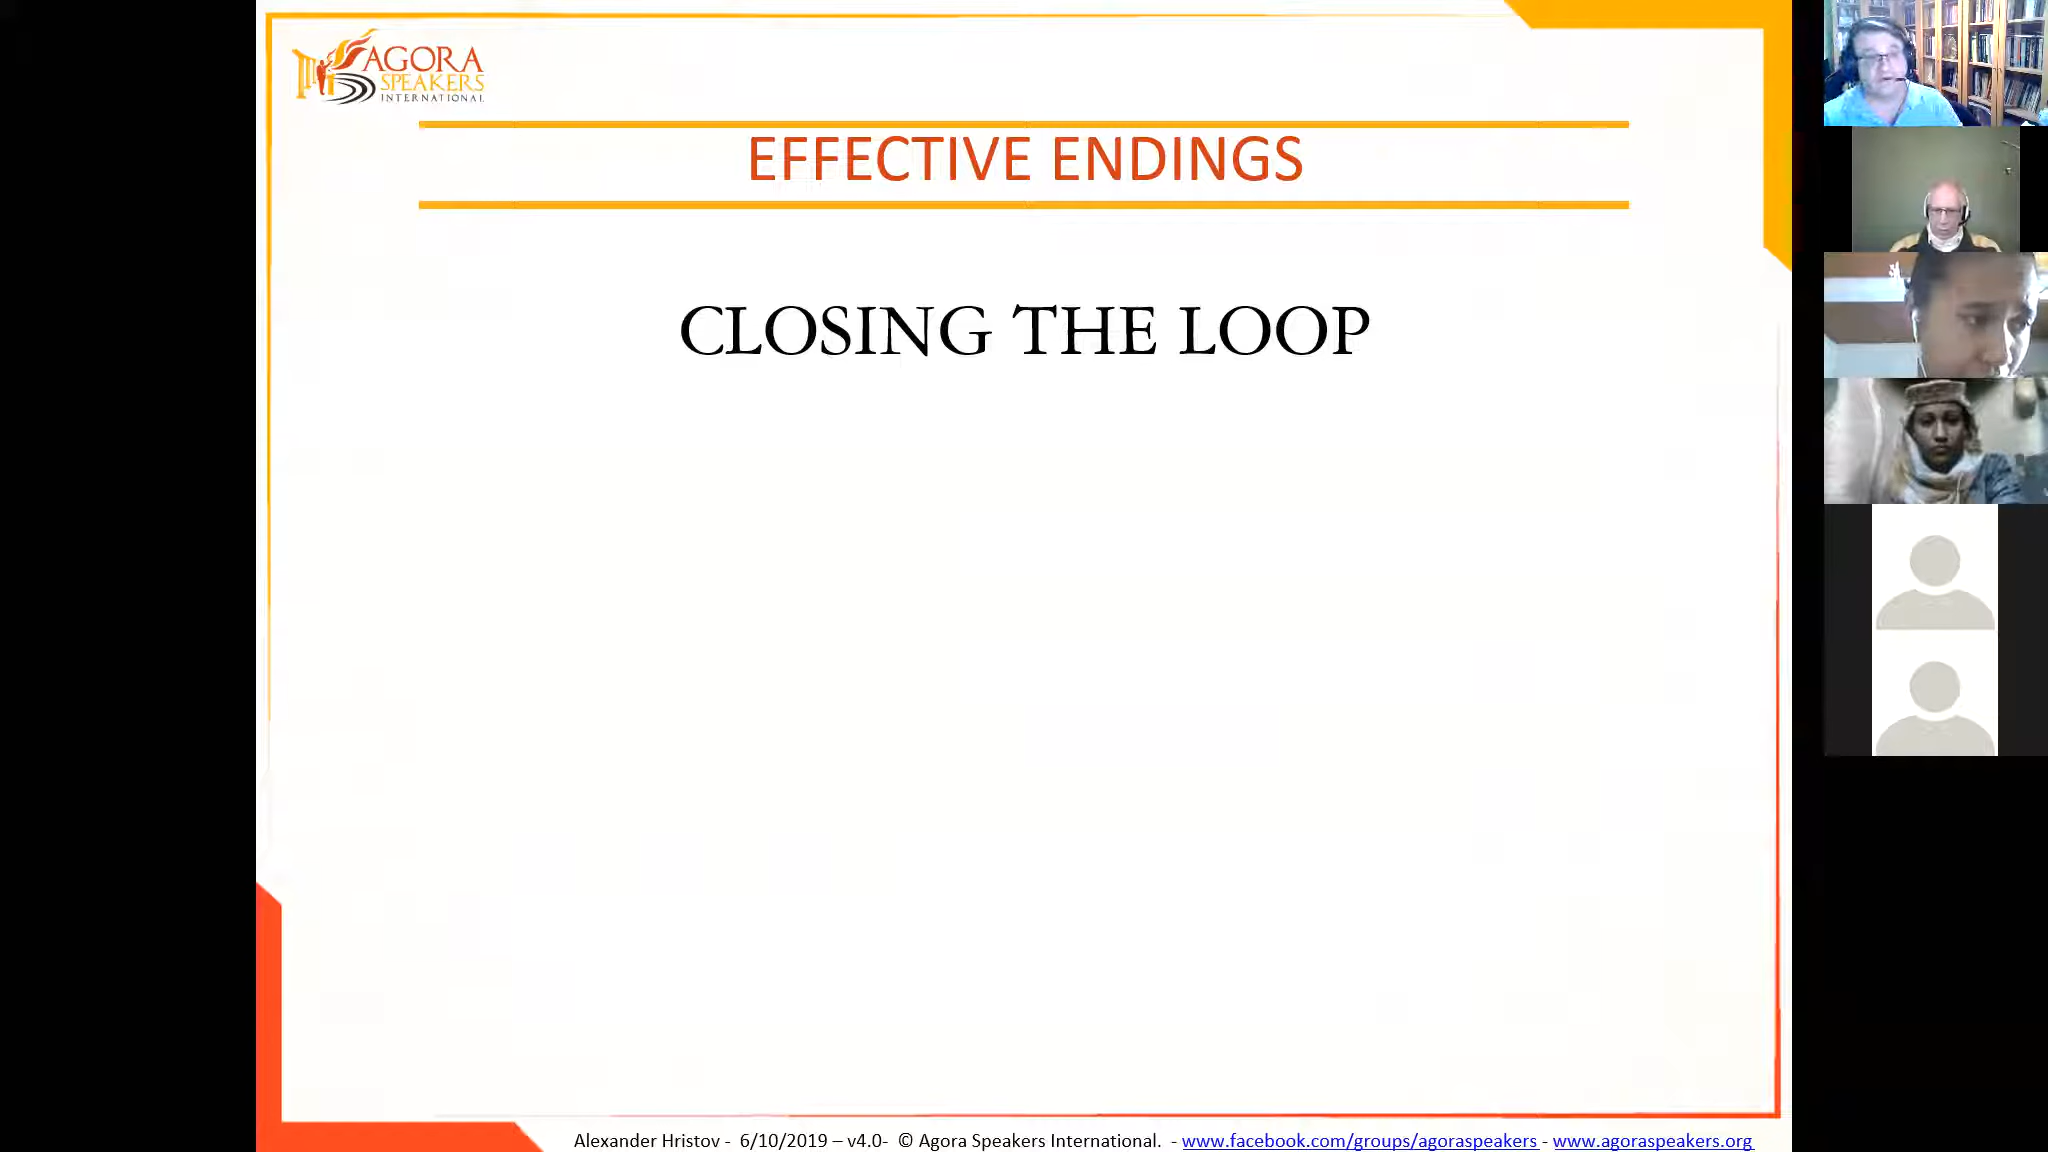 AGORA
SPEAKERS
INTERNATIONAL
EFFECTIVE ENDINGS
CLOSING THE LOOP
Alexander Hristov - 6/10/2019 – v4.0- © Agora Speakers International. - www.facebook.com/groups/agoraspeakers - www.agoraspeakers.org